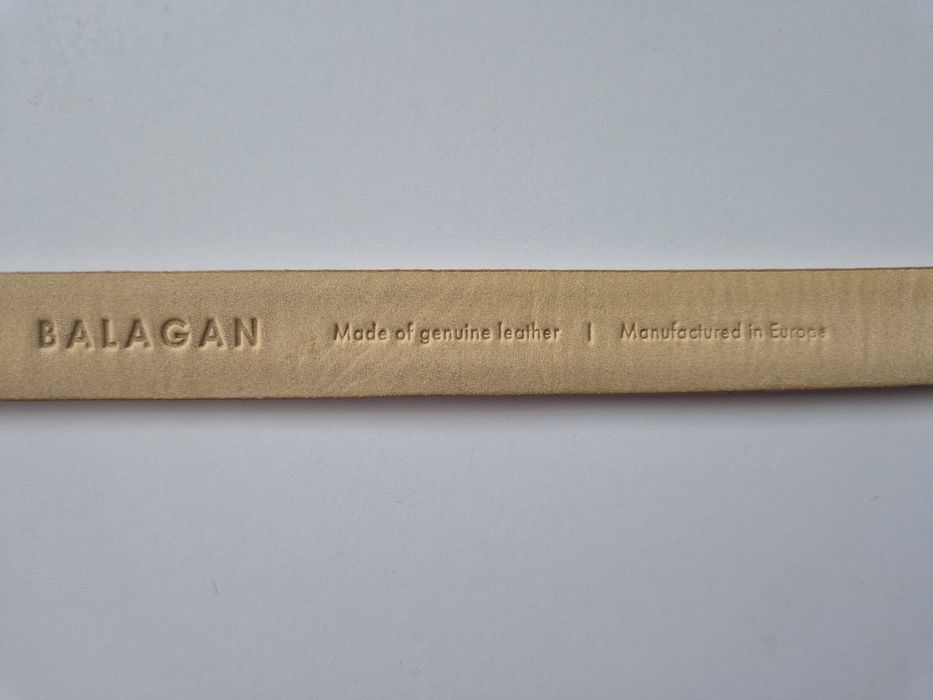 BALAGAN Made of genuine leather | Manufactured in Europe